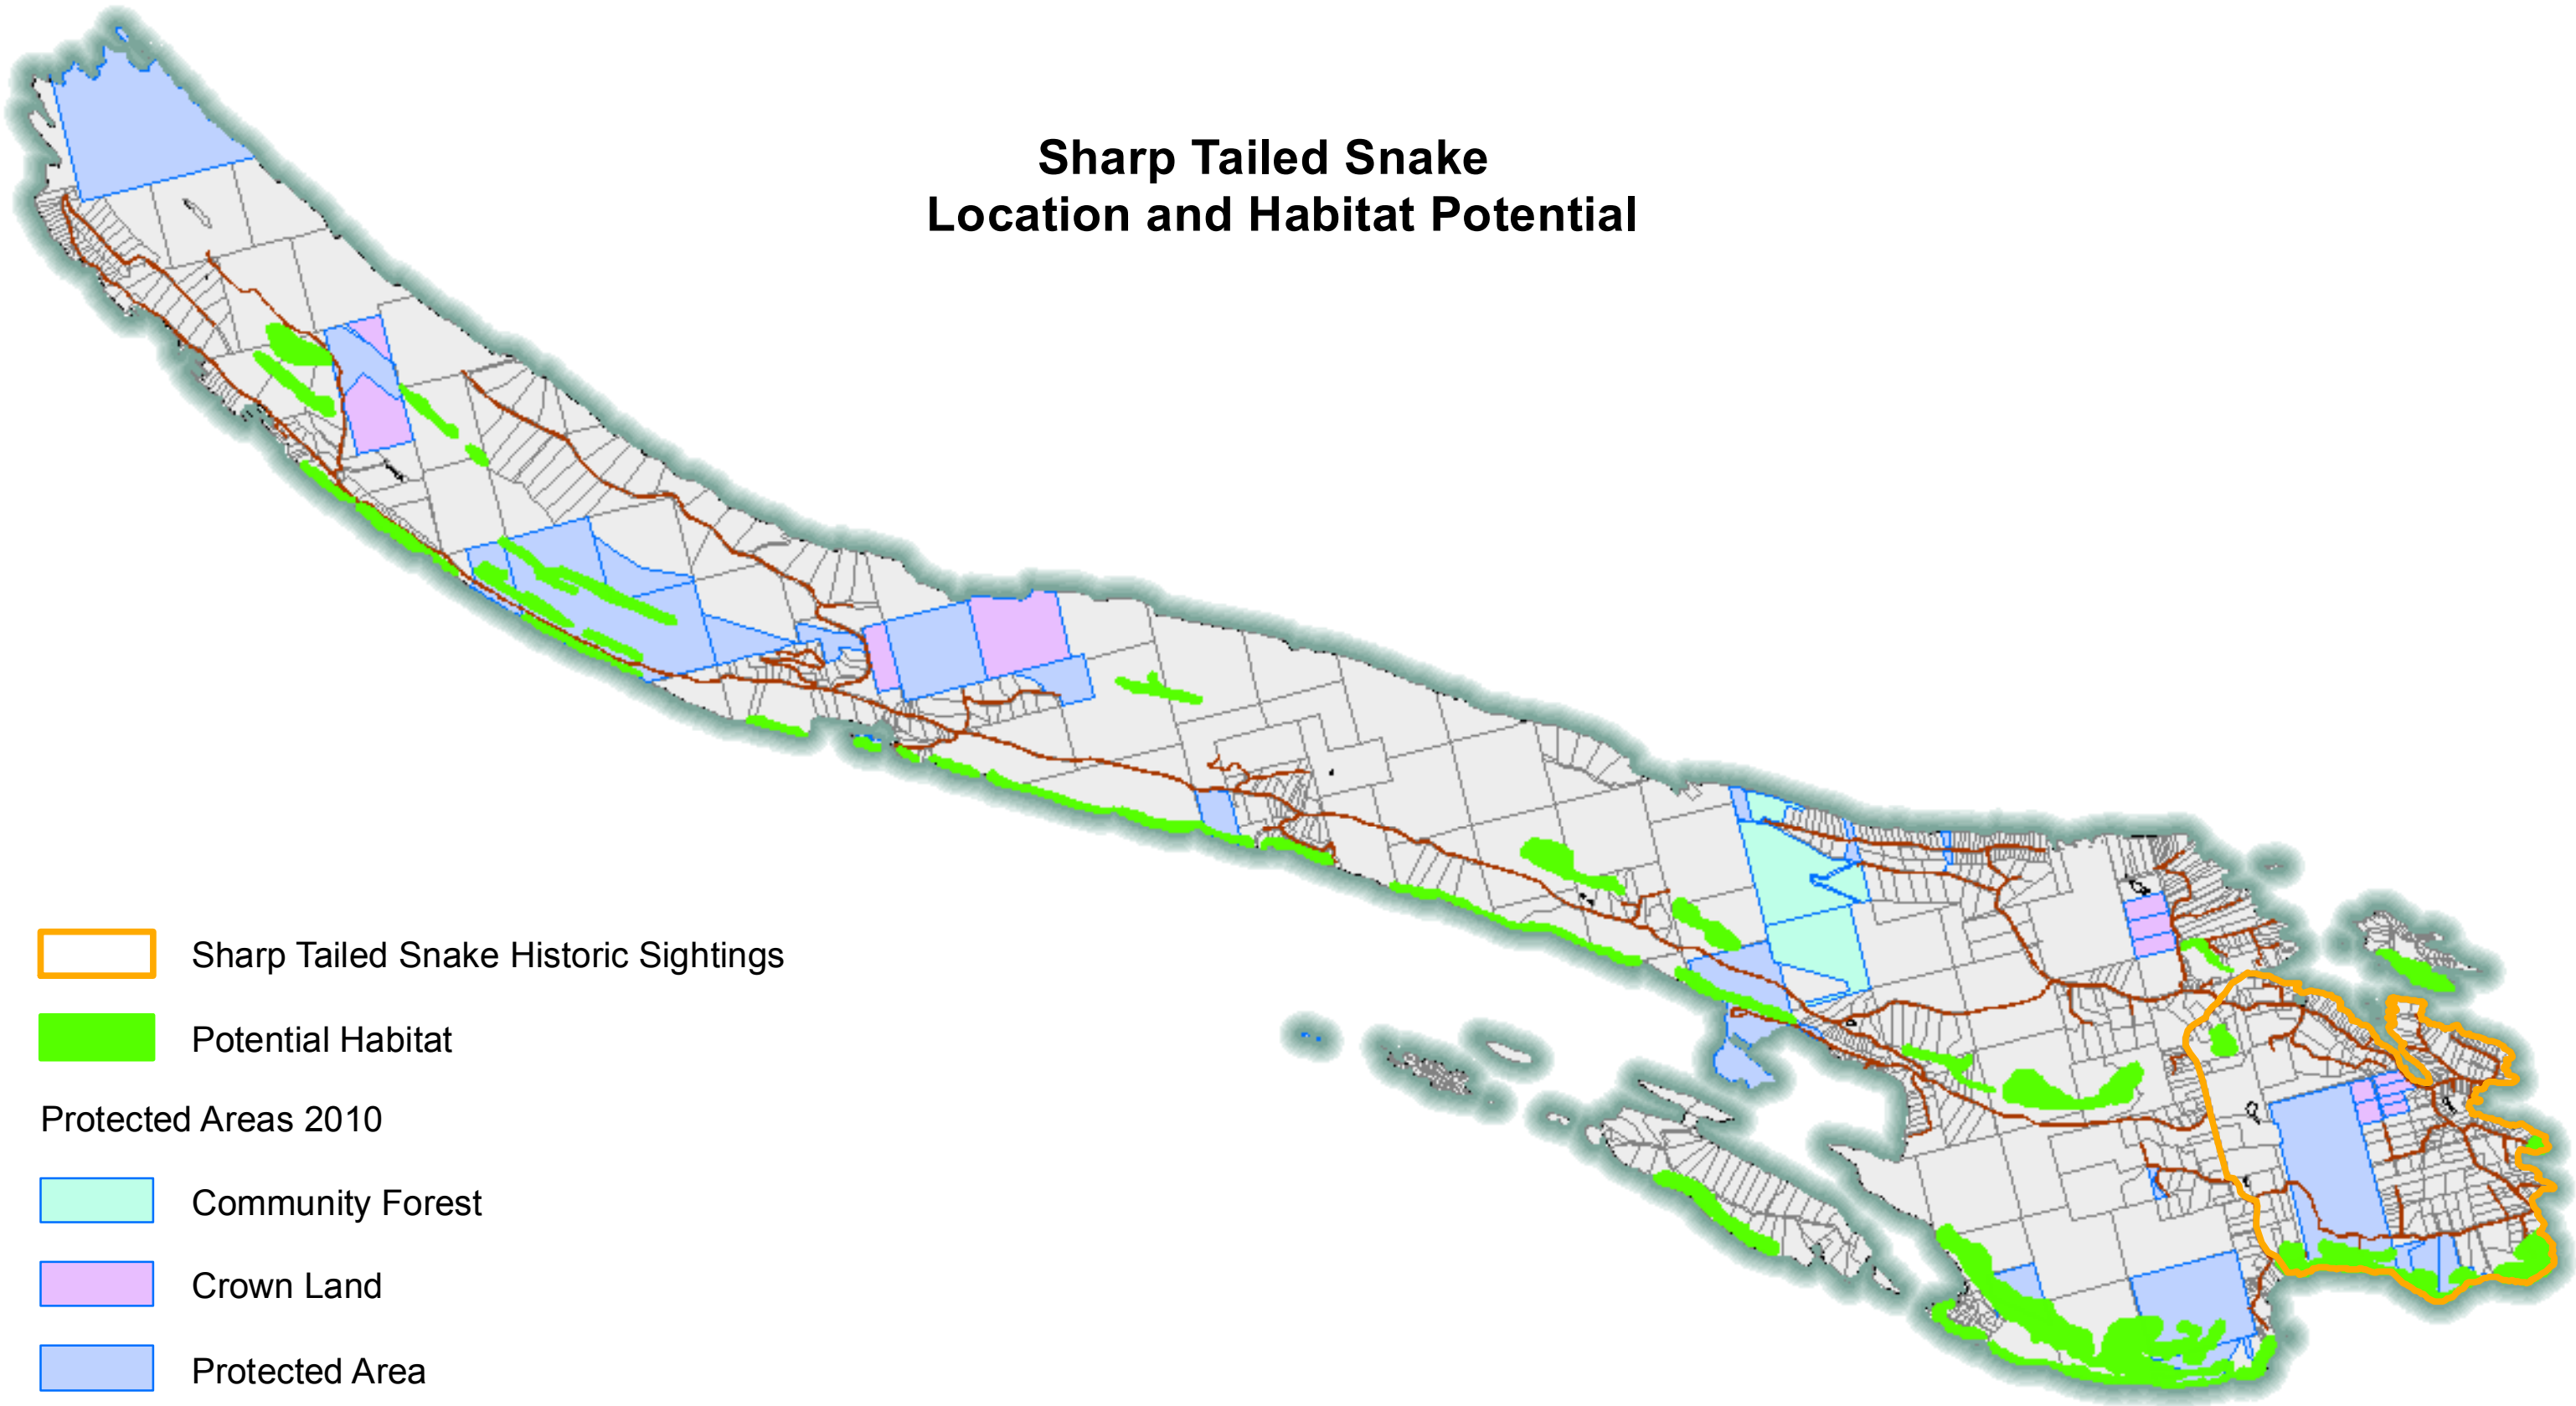 Sharp Tailed Snake
Location and Habitat Potential
Sharp Tailed Snake Historic Sightings
Potential Habitat
Protected Areas 2010
Community Forest
Crown Land
Protected Area